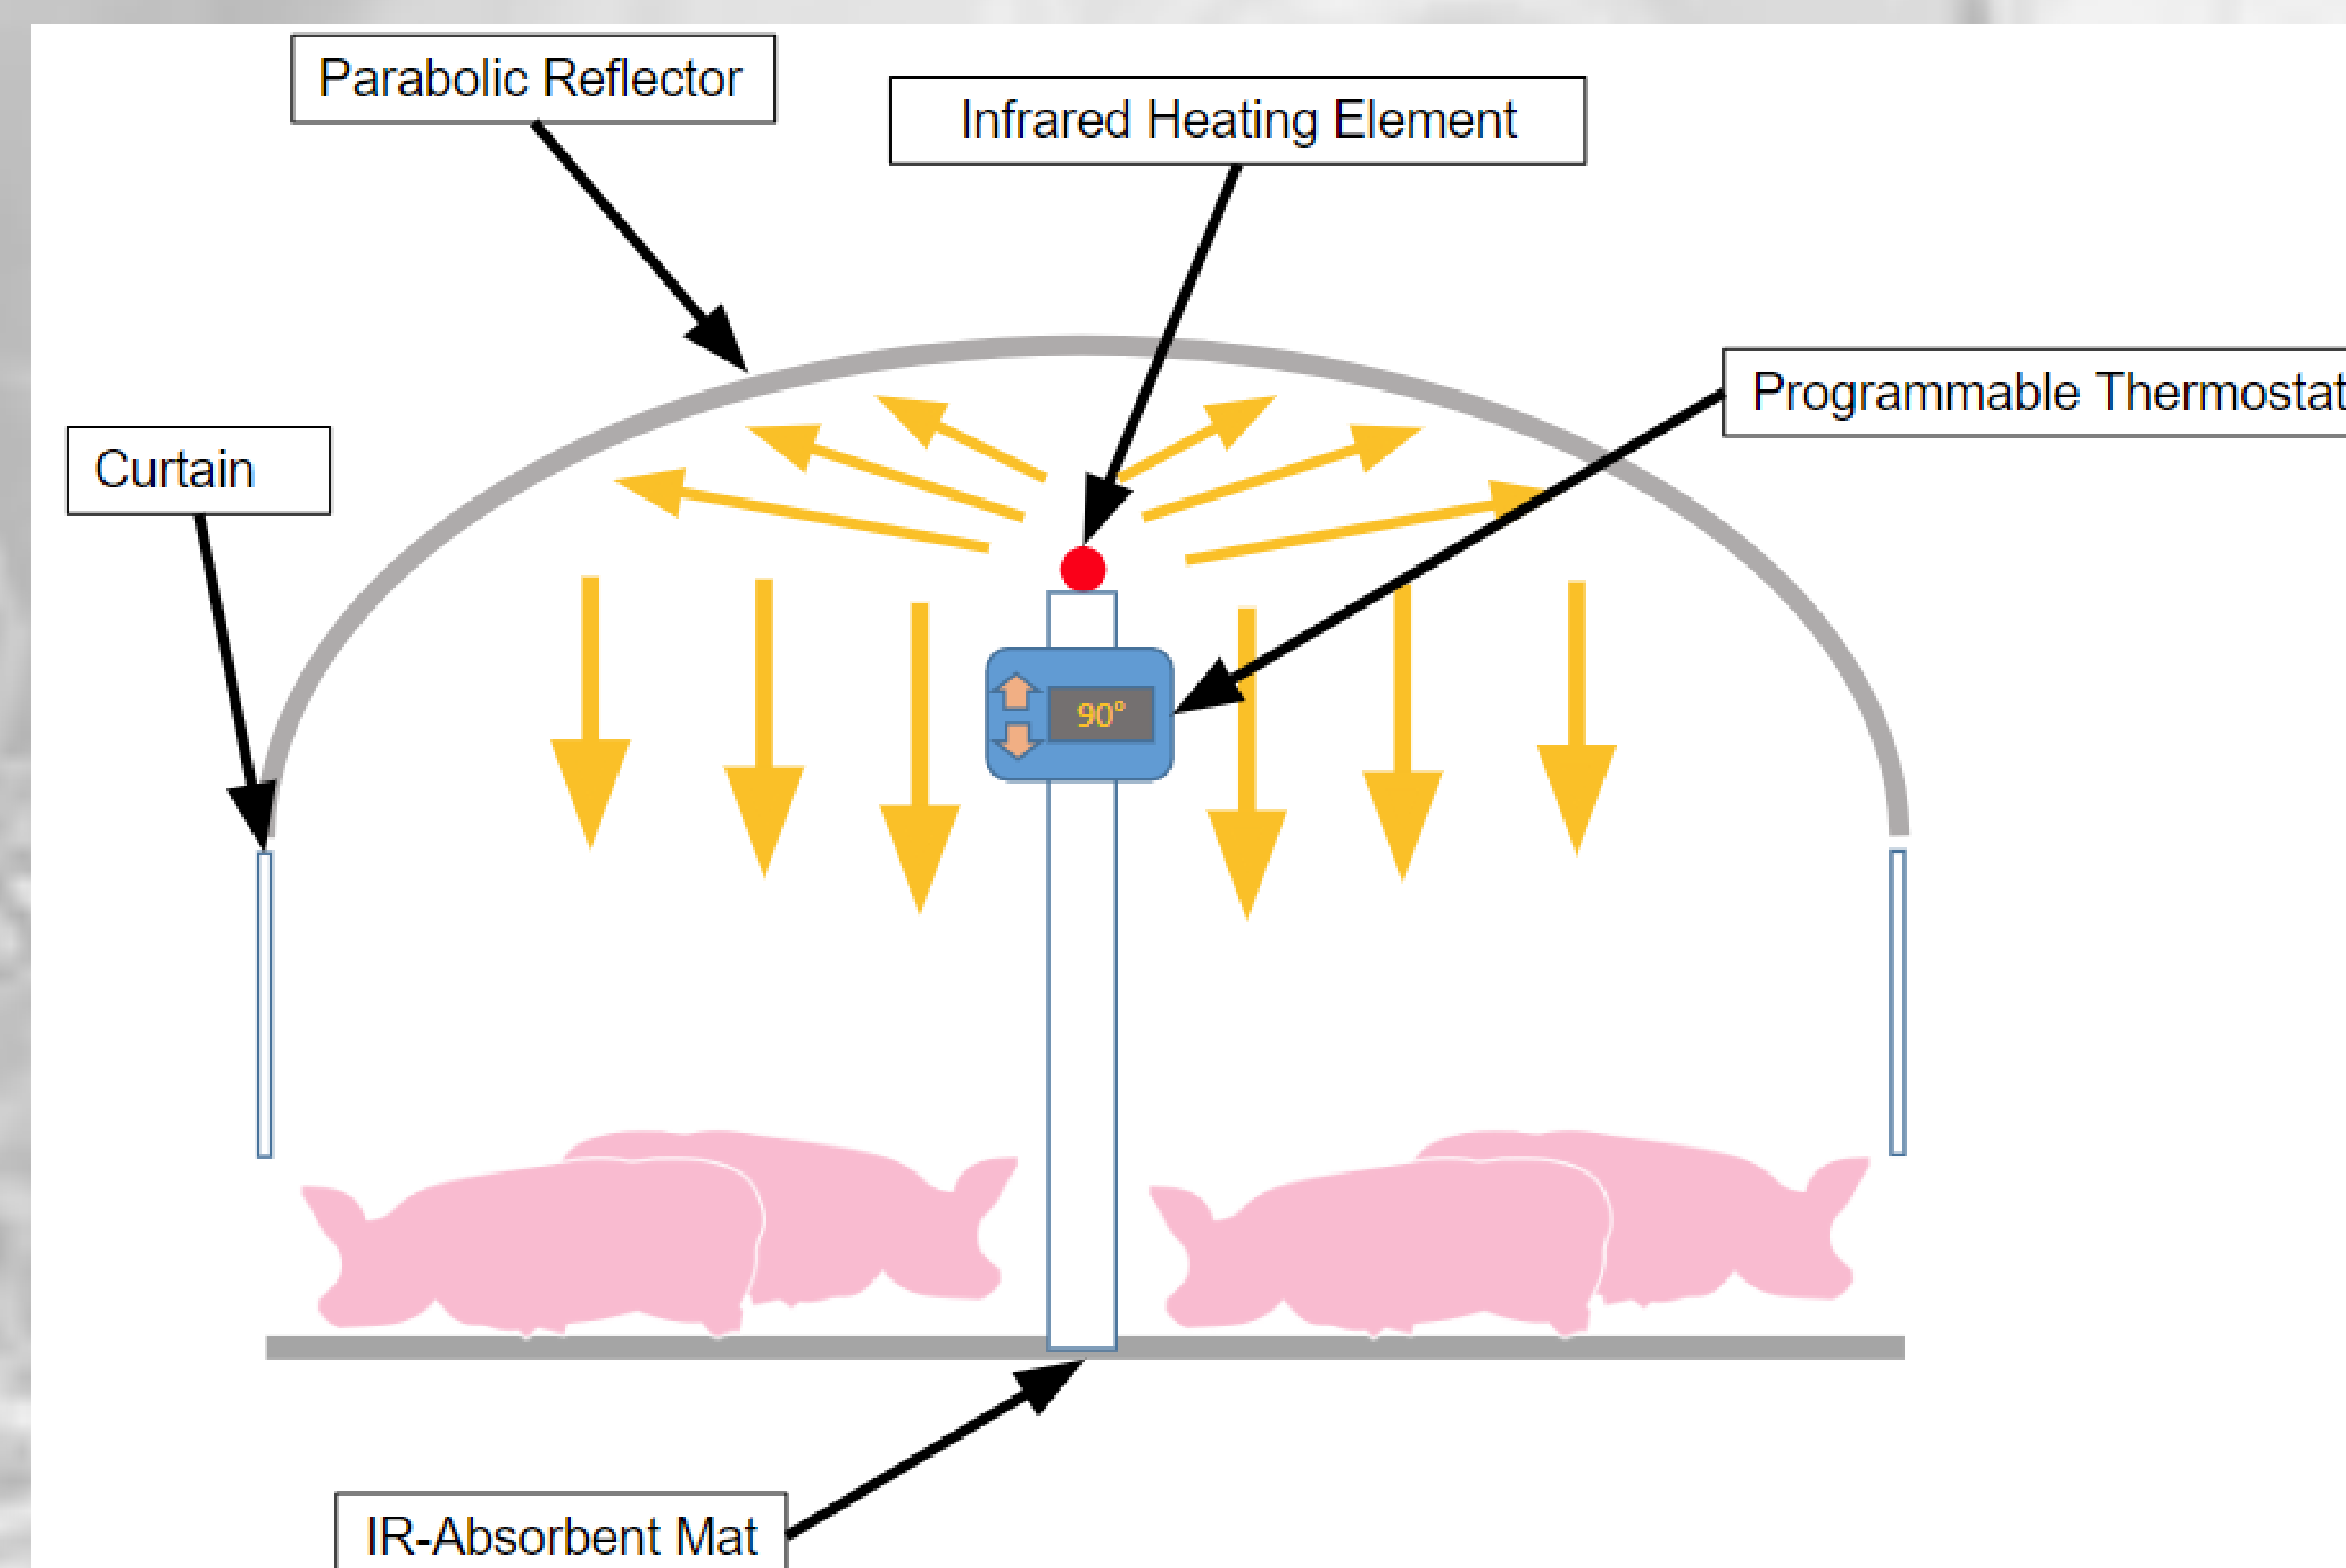 Parabolic Reflector
Infrared Heating Element
Programmable Thermostat
Curtain
90°
IR-Absorbent Mat